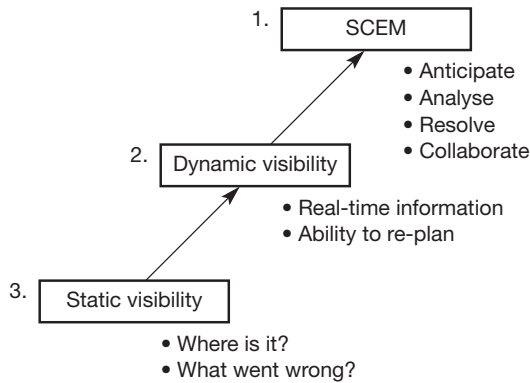 1. SCEM
• Anticipate
• Analyse
• Resolve
• Collaborate
2. Dynamic visibility
• Real-time information
• Ability to re-plan
3. Static visibility
• Where is it?
• What went wrong?